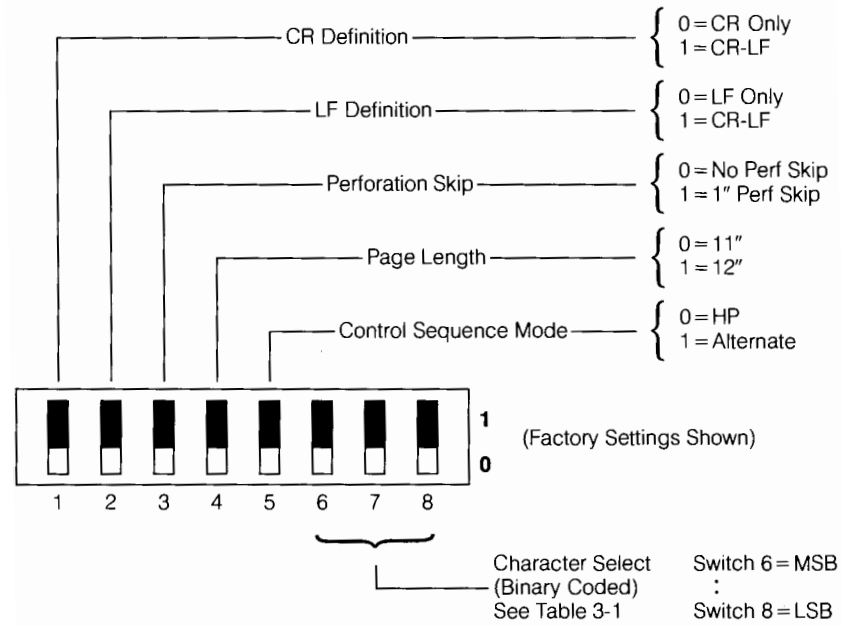 CR Definition
0=CR Only
1=CR-LF
LF Definition
0=LF Only
1=CR-LF
Perforation Skip
0=No Perf Skip
1=1″ Perf Skip
Page Length
0=11″
1=12″
Control Sequence Mode
0=HP
1=Alternate
1
(Factory Settings Shown)
0
1 2 3 4 5 6 7 8
Character Select Switch 6=MSB
(Binary Coded) :
See Table 3-1 Switch 8=LSB